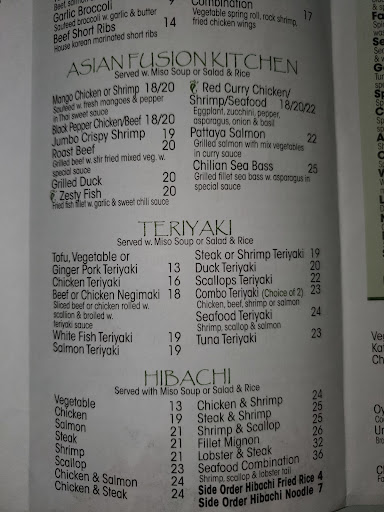 Garlic Broccoli
Sauteed broccoli w. garlic & butter
Beef Short Ribs 14
House korean marinated short ribs
Combination 17
Vegetable spring roll, rock shrimp,
fried chicken wings
ASIAN FUSION KITCHEN
Served w. Miso Soup or Salad & Rice
Mango Chicken or Shrimp 18/20
Sauteed w. fresh mangoes & pepper
in Thai sweet sauce
Black Pepper Chicken/Beef 18/20
Jumbo Crispy Shrimp 19
Roast Beef 20
Grilled beef w. stir fried mixed veg. w.
special sauce
Grilled Duck 20
Zesty Fish 20
Fried fish filet w. garlic & sweet chili sauce
Red Curry Chicken/
Shrimp/Seafood 18/20/22
Eggplant, zucchini, pepper,
asparagus, onion & basil
Pattaya Salmon 22
Grilled salmon w. mix vegetables
in curry sauce
Chilian Sea Bass 25
Grilled fillet sea bass w. asparagus in
special sauce
TERIYAKI
Served w. Miso Soup or Salad & Rice
Tofu, Vegetable or
Ginger Pork Teriyaki 13
Chicken Teriyaki 16
Beef or Chicken Negimaki 18
Sliced beef or chicken rolled w.
scallion & broiled w.
teriyaki sauce
White Fish Teriyaki 19
Salmon Teriyaki 19
Steak or Shrimp Teriyaki 19
Duck Teriyaki 20
Scallops Teriyaki 22
Combo Teriyaki (Choice of 2) 23
Chicken, beef, shrimp or salmon
Seafood Teriyaki 24
Shrimp, scallop & salmon
Tuna Teriyaki 23
HIBACHI
Served with Miso Soup or Salad & Rice
Vegetable 13
Chicken 19
Salmon 21
Steak 21
Shrimp 21
Scallop 23
Chicken & Salmon 24
Chicken & Steak 24
Chicken & Shrimp 24
Steak & Shrimp 25
Shrimp & Scallop 25
Fillet Mignon 26
Lobster & Steak 32
Seafood Combination 36
Shrimp, scallop & lobster tail
Side Order Hibachi Fried Rice 4
Side Order Hibachi Noodle 7